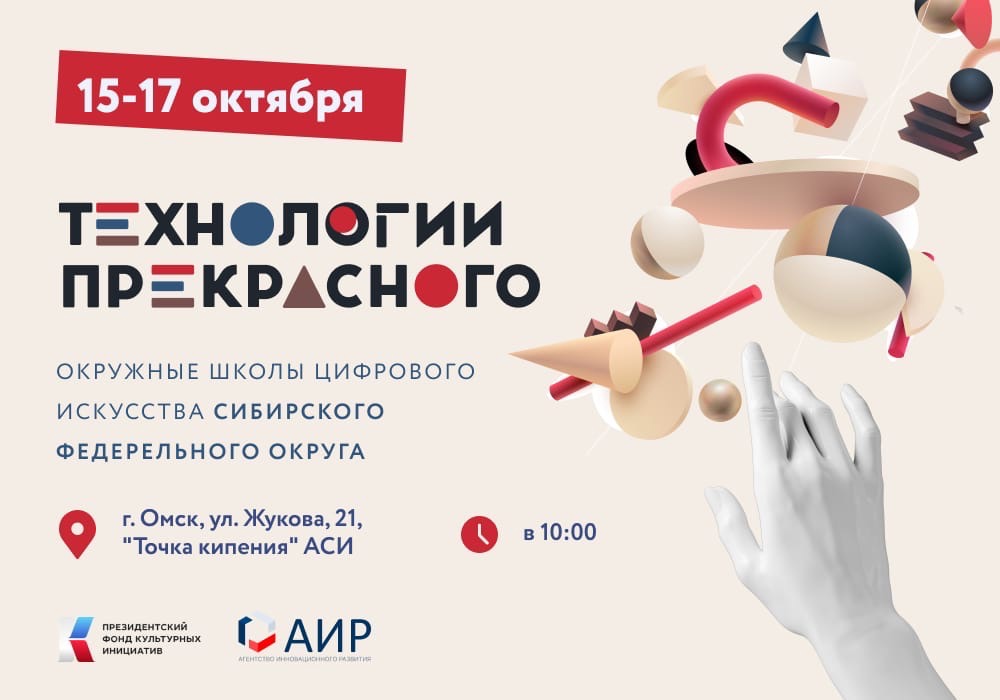 15-17 октября
ТЕХНОЛОГИИ
ПРЕКРАСНОГО
ОКРУЖНЫЕ ШКОЛЫ ЦИФРОВОГО
ИСКУССТВА СИБИРСКОГО
ФЕДЕРЕЛЬНОГО ОКРУГА
г. Омск, ул. Жукова, 21,
"Точка кипения" АСИ
в 10:00
ПРЕЗИДЕНТСКИЙ
ФОНД КУЛЬТУРНЫХ
ИНИЦИАТИВ
АИР
АГЕНТСТВО ИННОВАЦИОННОГО РАЗВИТИЯ